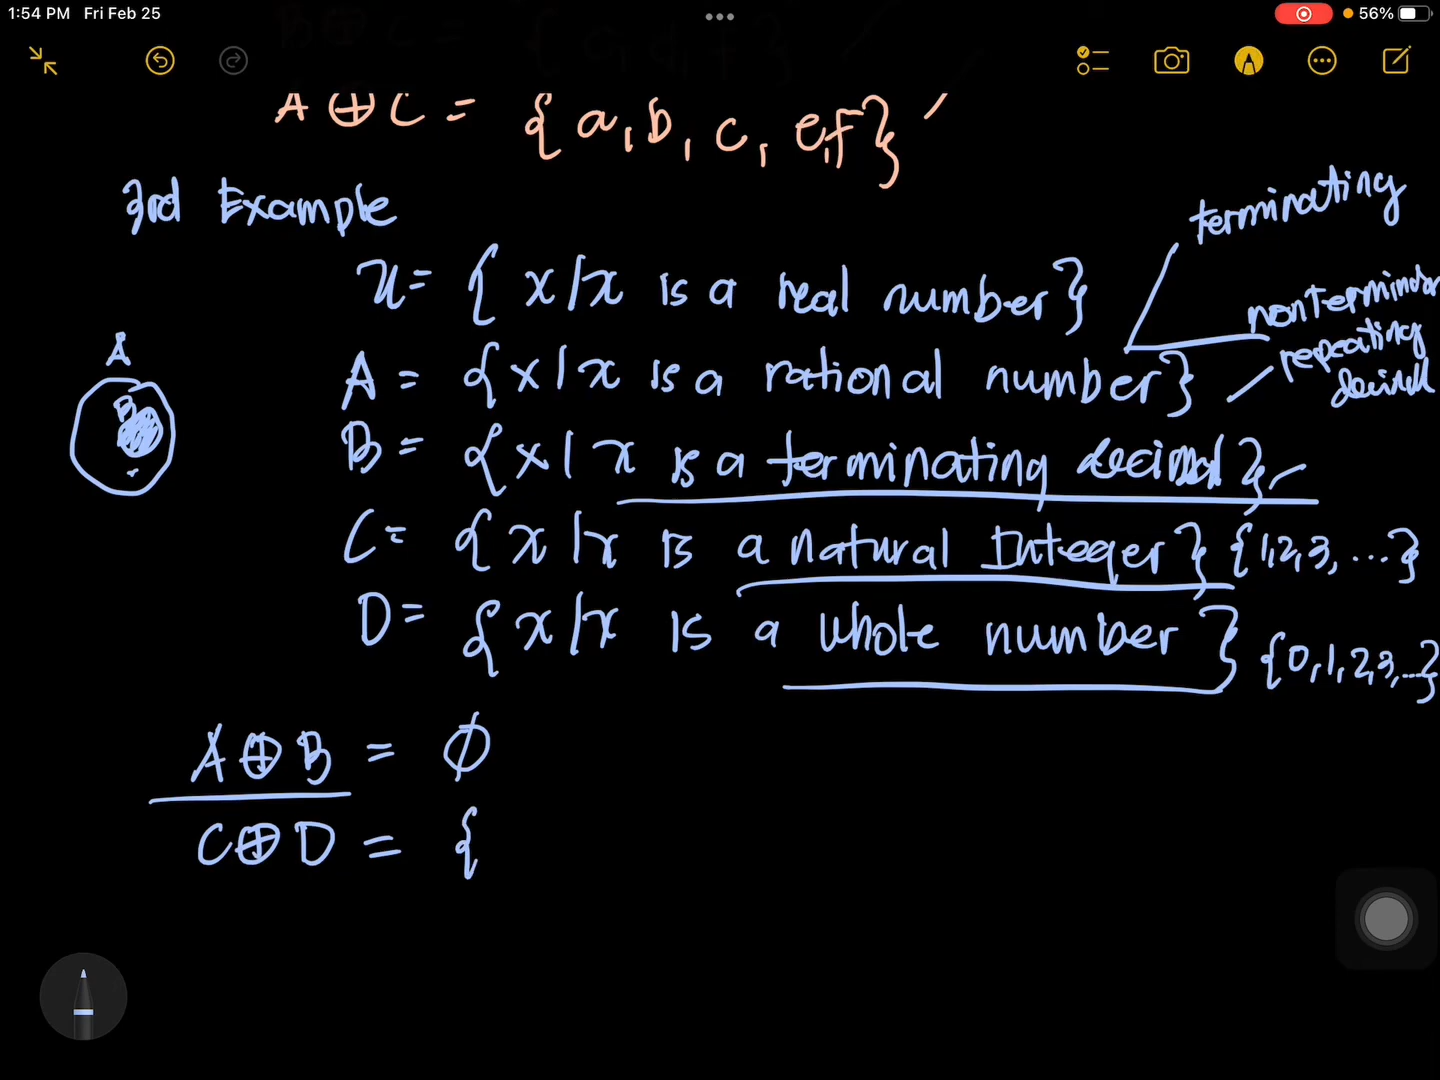 1:54 PM Fri Feb 25
56%
A ⊕ C = {a, b, c, e, f}
3rd Example
terminating
U = { x/x is a real number}
nonterminating
repeating
A
A = {x | x is a rational number}
decimal
B
B = {x | x is a terminating decimal}
C = {x | x is a natural Integer} {1,2,3, ...}
D = {x/x is a whole number} {0,1,2,3,...}
A ⊕ B = ∅
C ⊕ D = {